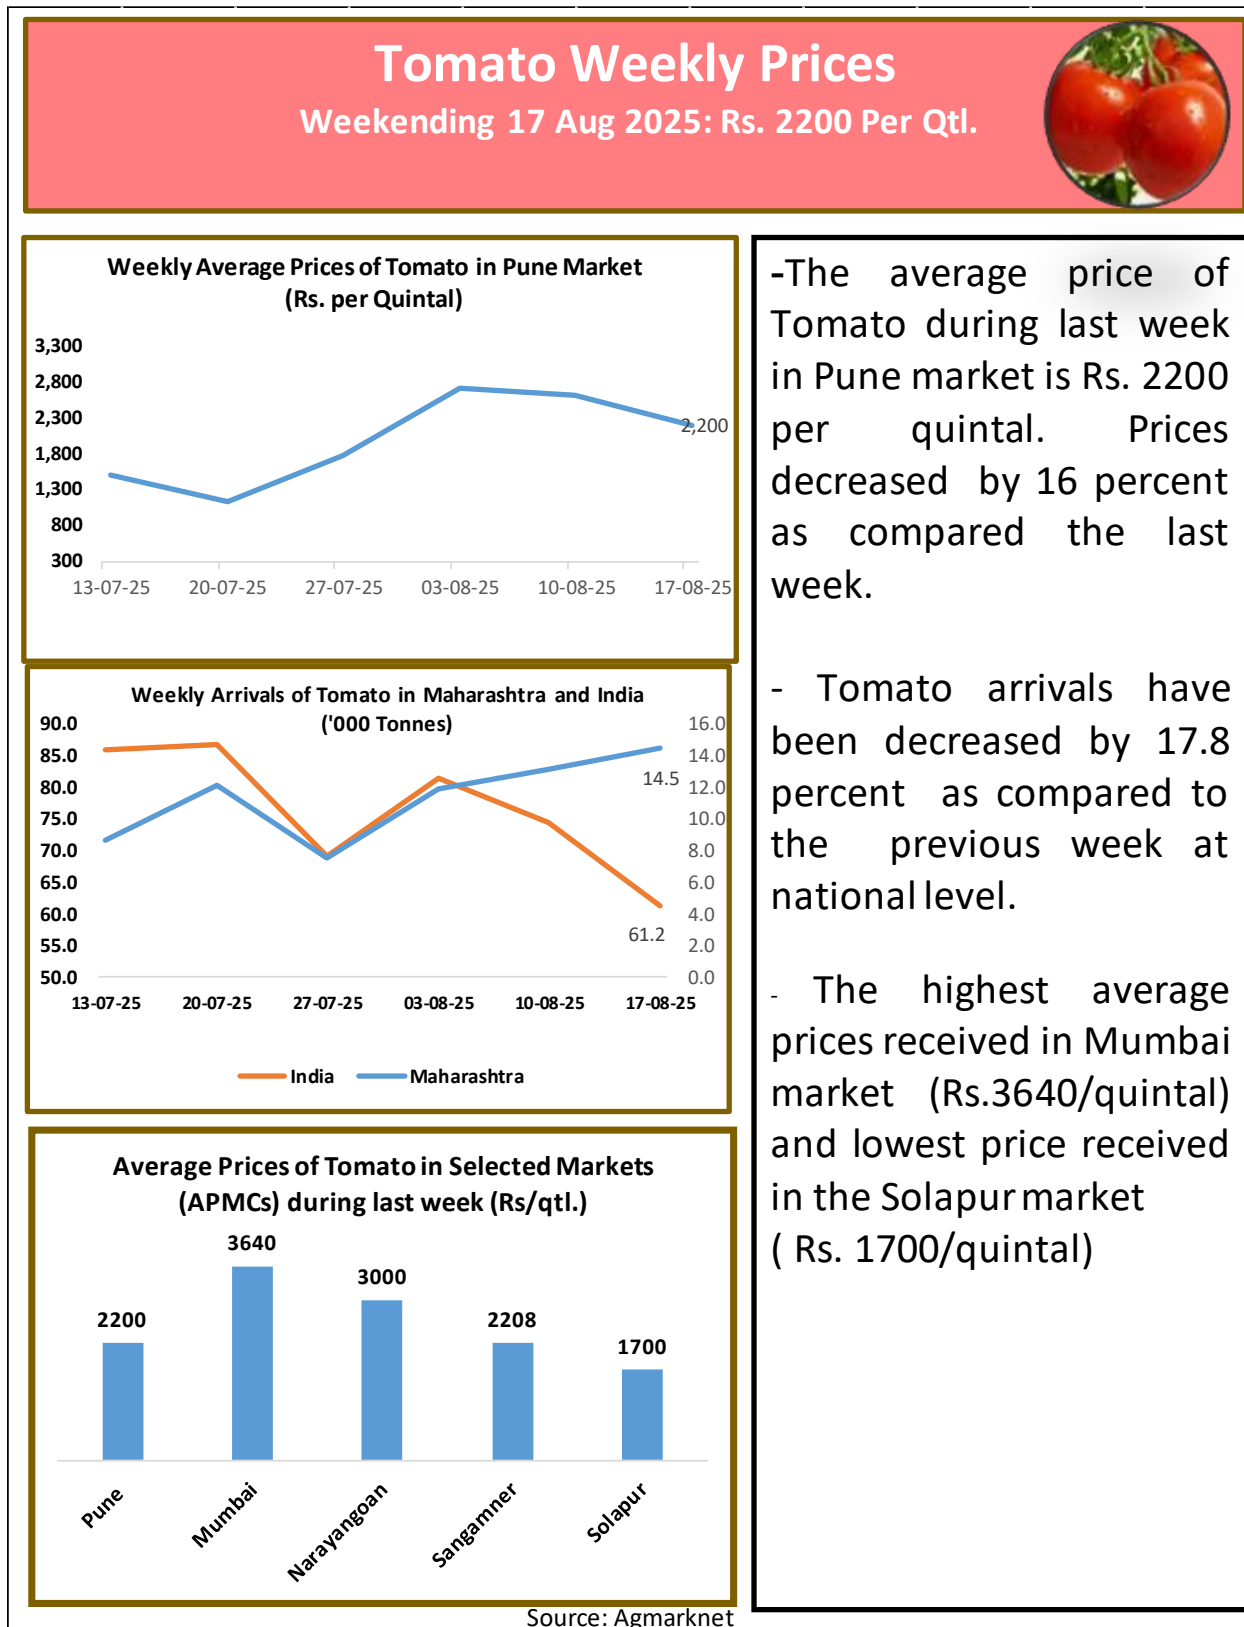 Tomato Weekly Prices
Weekending 17 Aug 2025: Rs. 2200 Per Qtl.
Weekly Average Prices of Tomato in Pune Market
(Rs. per Quintal)
3,300
2,800
2,300
1,800
1,300
800
300
2,200
13-07-25 20-07-25 27-07-25 03-08-25 10-08-25 17-08-25
Weekly Arrivals of Tomato in Maharashtra and India
('000 Tonnes)
90.0 16.0
85.0 14.0
80.0 14.5 12.0
75.0 10.0
70.0 8.0
65.0 6.0
60.0 4.0
55.0 61.2 2.0
50.0 0.0
13-07-25 20-07-25 27-07-25 03-08-25 10-08-25 17-08-25
India Maharashtra
Average Prices of Tomato in Selected Markets
(APMCs) during last week (Rs/qtl.)
2200 3640 3000 2208 1700
Pune Mumbai Narayangoan Sangamner Solapur
Source: Agmarknet
-The average price of
Tomato during last week
in Pune market is Rs. 2200
per quintal. Prices
decreased by 16 percent
as compared the last
week.
- Tomato arrivals have
been decreased by 17.8
percent as compared to
the previous week at
national level.
- The highest average
prices received in Mumbai
market (Rs.3640/quintal)
and lowest price received
in the Solapur market
( Rs. 1700/quintal)